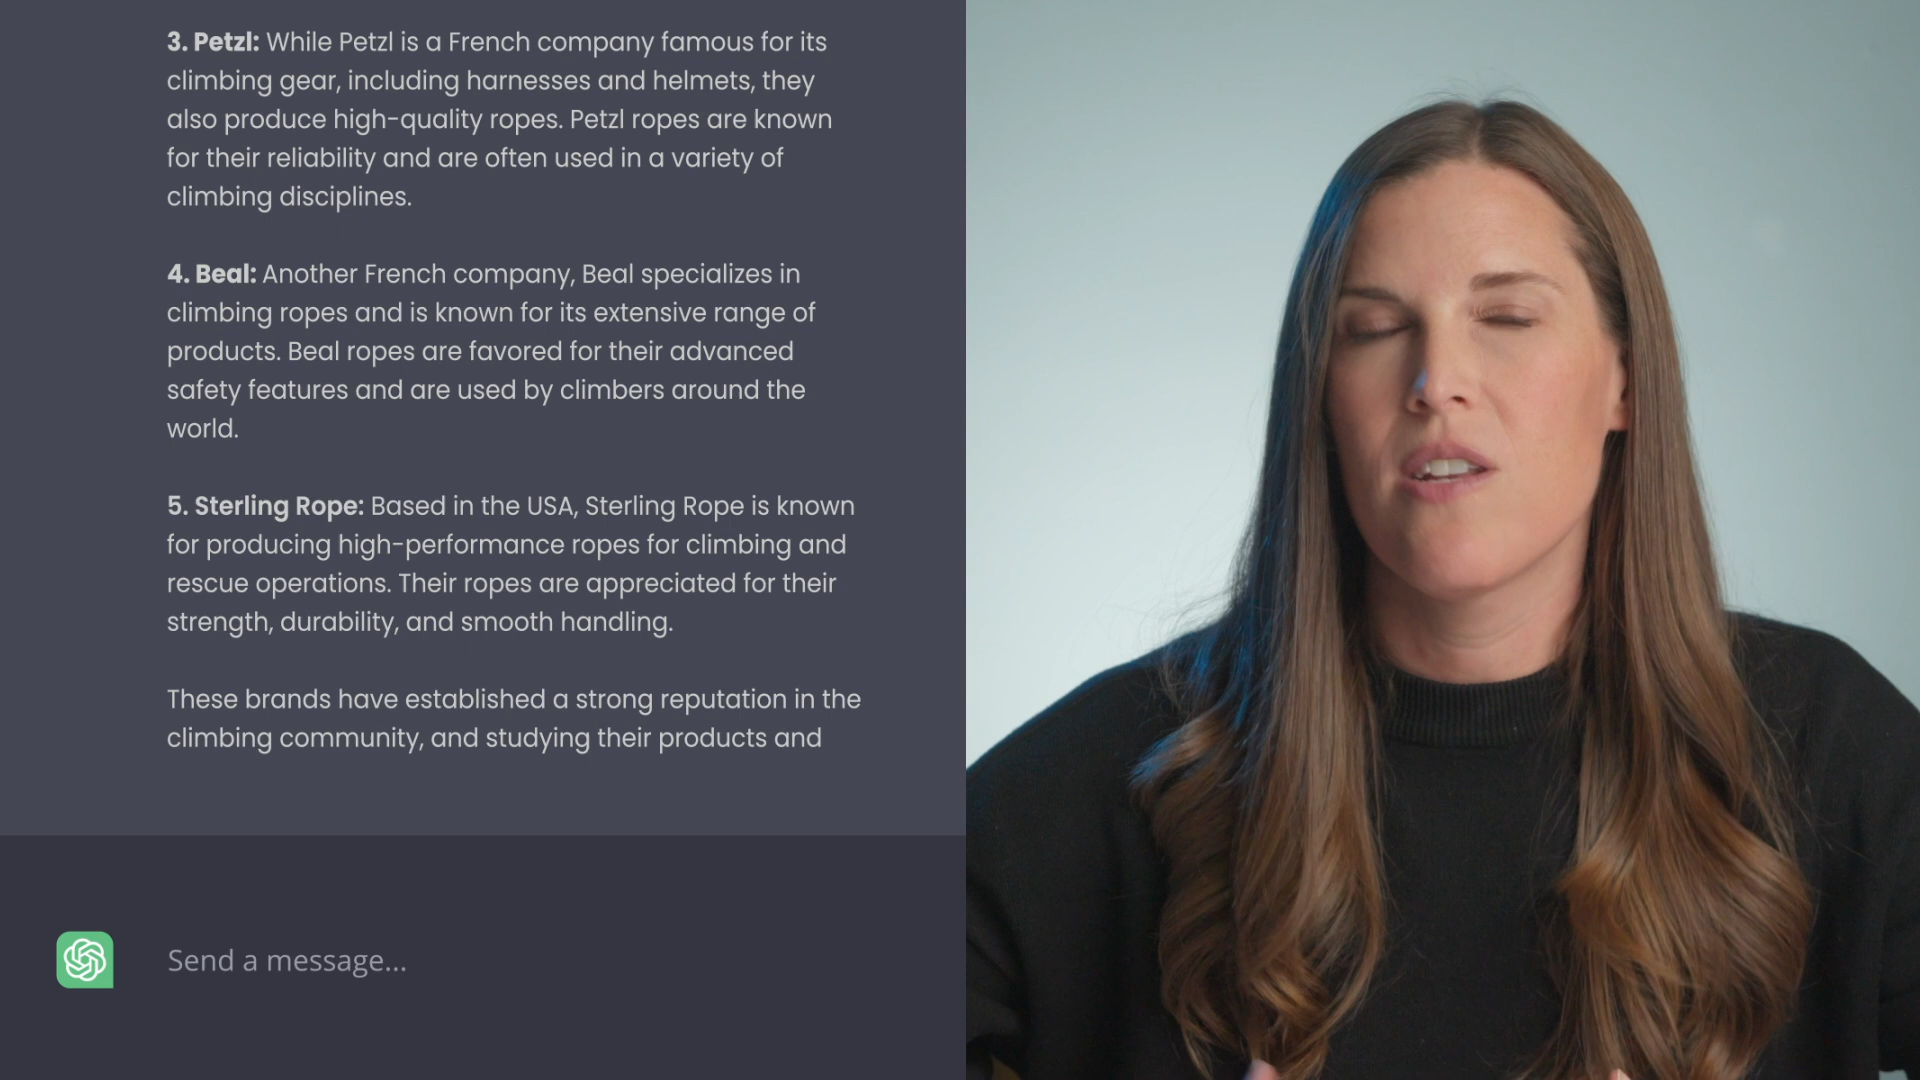 3. Petzl: While Petzl is a French company famous for its
climbing gear, including harnesses and helmets, they
also produce high-quality ropes. Petzl ropes are known
for their reliability and are often used in a variety of
climbing disciplines.
4. Beal: Another French company, Beal specializes in
climbing ropes and is known for its extensive range of
products. Beal ropes are favored for their advanced
safety features and are used by climbers around the
world.
5. Sterling Rope: Based in the USA, Sterling Rope is known
for producing high-performance ropes for climbing and
rescue operations. Their ropes are appreciated for their
strength, durability, and smooth handling.
These brands have established a strong reputation in the
climbing community, and studying their products and
Send a message...